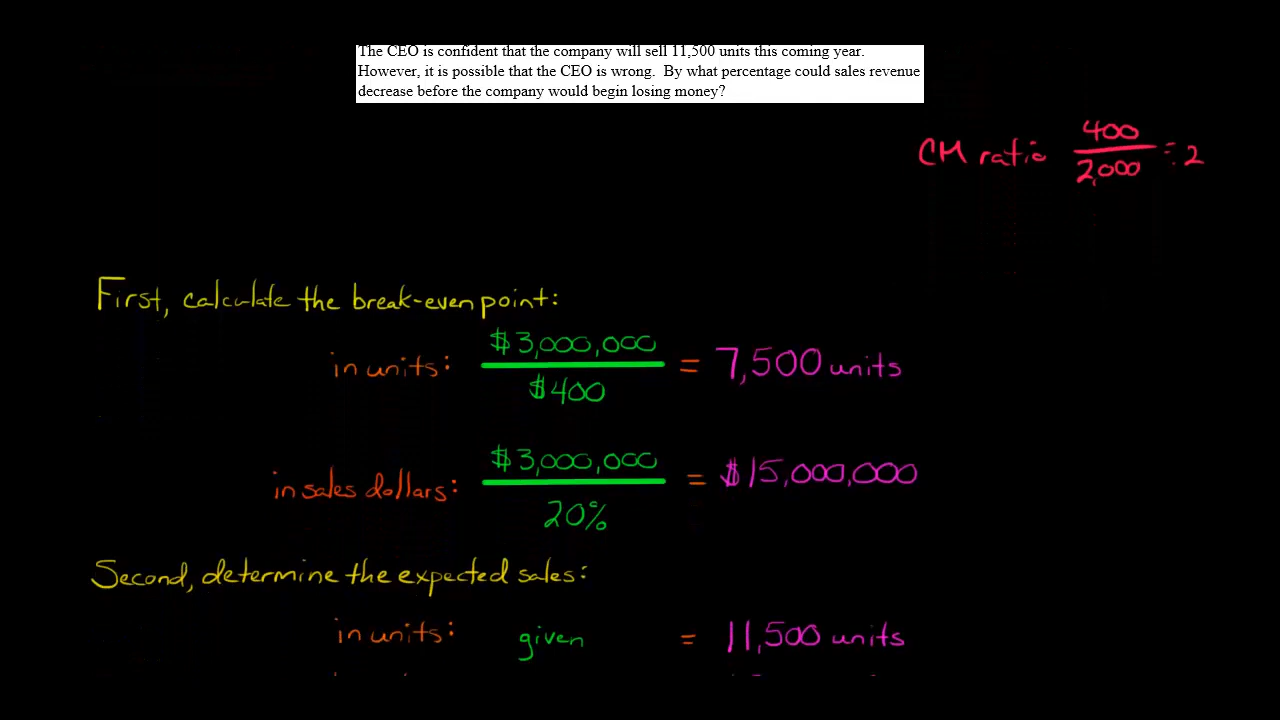 The CEO is confident that the company will sell 11,500 units this coming year.
However, it is possible that the CEO is wrong. By what percentage could sales revenue
decrease before the company would begin losing money?
CM ratio 400
2,000 = .2
First, calculate the break-even point:
in units: $3,000,000
$400 = 7,500 units
in sales dollars: $3,000,000
20% = $15,000,000
Second, determine the expected sales:
in units: given = 11,500 units